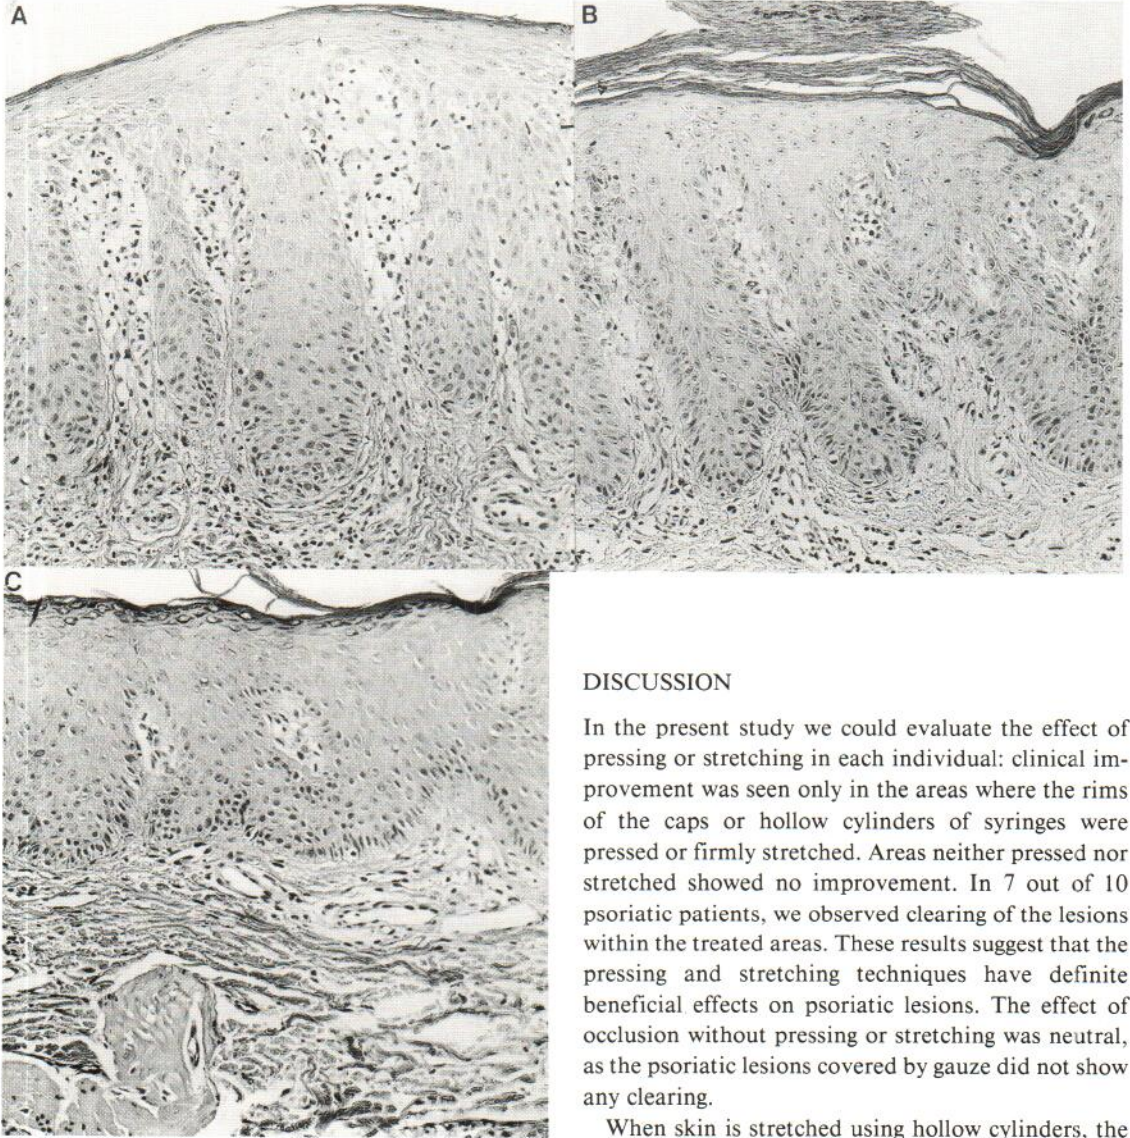 A
B
C
DISCUSSION
In the present study we could evaluate the effect of
pressing or stretching in each individual: clinical im-
provement was seen only in the areas where the rims
of the caps or hollow cylinders of syringes were
pressed or firmly stretched. Areas neither pressed nor
stretched showed no improvement. In 7 out of 10
psoriatic patients, we observed clearing of the lesions
within the treated areas. These results suggest that the
pressing and stretching techniques have definite
beneficial effects on psoriatic lesions. The effect of
occlusion without pressing or stretching was neutral,
as the psoriatic lesions covered by gauze did not show
any clearing.
When skin is stretched using hollow cylinders, the